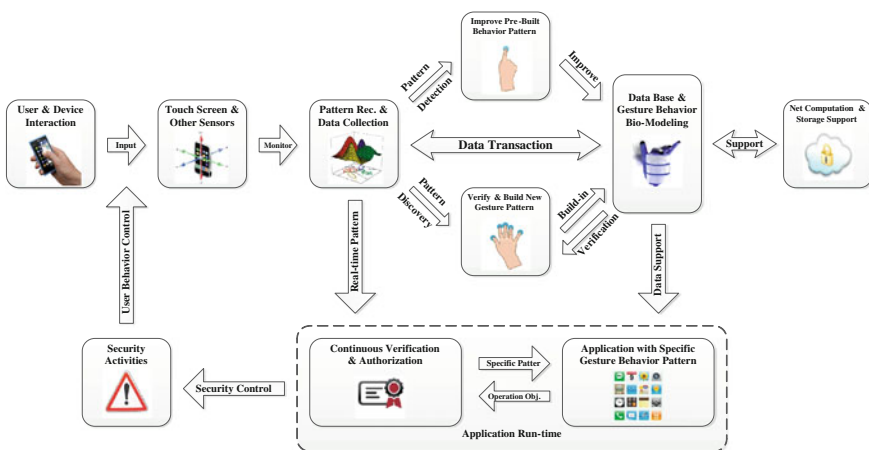 Improve Pre-Built
Behavior Pattern
Pattern
Detection
Improve
User & Device
Interaction
Input
Touch Screen &
Other Sensors
Monitor
Pattern Rec. &
Data Collection
Data Transaction
Data Base &
Gesture Behavior
Bio-Modeling
Support
Net Computation &
Storage Support
Pattern
Discovery
Verify & Build New
Gesture Pattern
Build-in
Verification
User Behavior Control
Real-time Pattern
Data Support
Security
Activities
Security Control
Continuous Verification
& Authorization
Specific Patter
Operation Obj.
Application with Specific
Gesture Behavior Pattern
Application Run-time